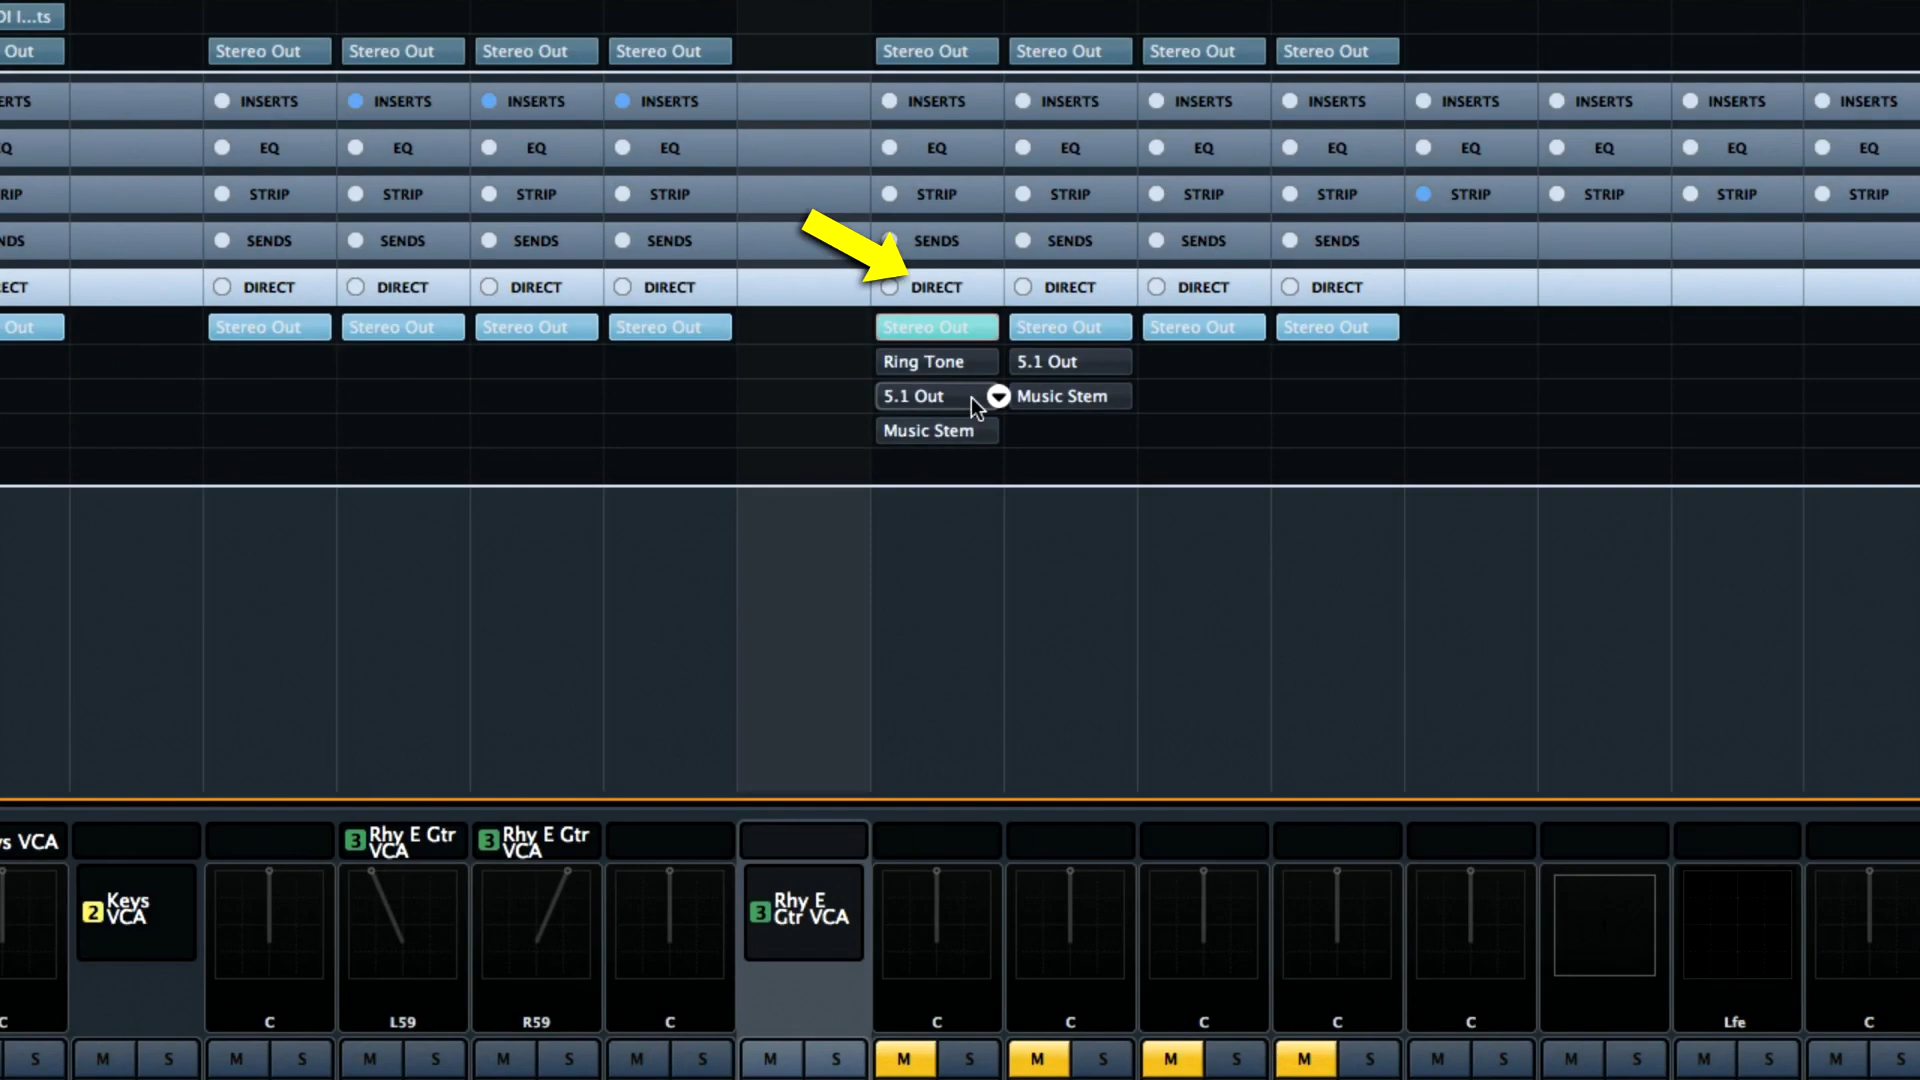 DI I...ts
Out Stereo Out Stereo Out Stereo Out Stereo Out Stereo Out Stereo Out Stereo Out Stereo Out
ERTS INSERTS INSERTS INSERTS INSERTS INSERTS INSERTS INSERTS INSERTS INSERTS INSERTS INSERTS INSERTS
Q EQ EQ EQ EQ EQ EQ EQ EQ EQ EQ EQ EQ
RIP STRIP STRIP STRIP STRIP STRIP STRIP STRIP STRIP STRIP STRIP STRIP STRIP
NDS SENDS SENDS SENDS SENDS SENDS SENDS SENDS SENDS
ECT DIRECT DIRECT DIRECT DIRECT DIRECT DIRECT DIRECT DIRECT
Out Stereo Out Stereo Out Stereo Out Stereo Out Stereo Out Stereo Out Stereo Out Stereo Out
Ring Tone 5.1 Out
5.1 Out Music Stem
Music Stem
ys VCA
3 Rhy E Gtr VCA
3 Rhy E Gtr VCA
2 Keys VCA
3 Rhy E Gtr VCA
C C L59 R59 C C C C C C Lfe C
S M S M S M S M S M S M S M S M S M S M S M S M S M S M S